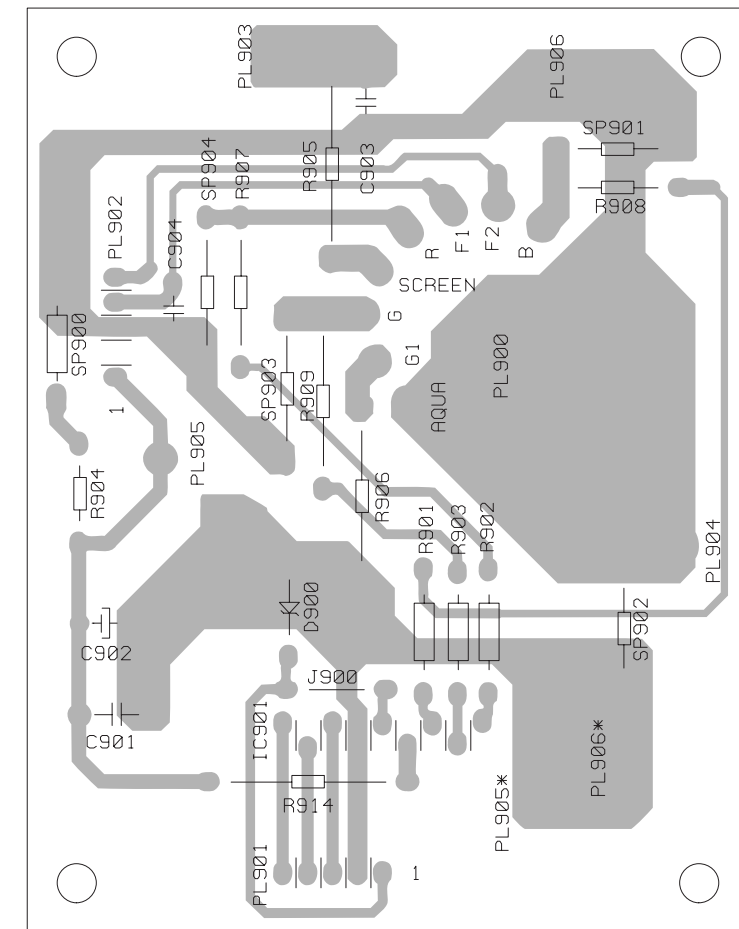 PL903
PL906
SP901
SP904
R907
R905
C903
PL902
C904
R908
R
F1
F2
B
SCREEN
G
SP900
G1
PL900
SP903
R909
AQUA
1
PL905
R904
R906
R901
R903
R902
PL904
D900
SP902
C902
J900
IC901
C901
PL906*
R914
PL905*
PL901
1